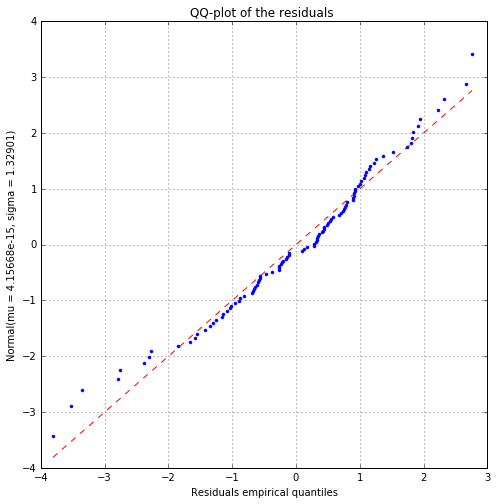 QQ-plot of the residuals
4
3
2
1
0
−1
−2
−3
−4
Normal(mu = 4.15668e-15, sigma = 1.32901)
−4 −3 −2 −1 0 1 2 3
Residuals empirical quantiles